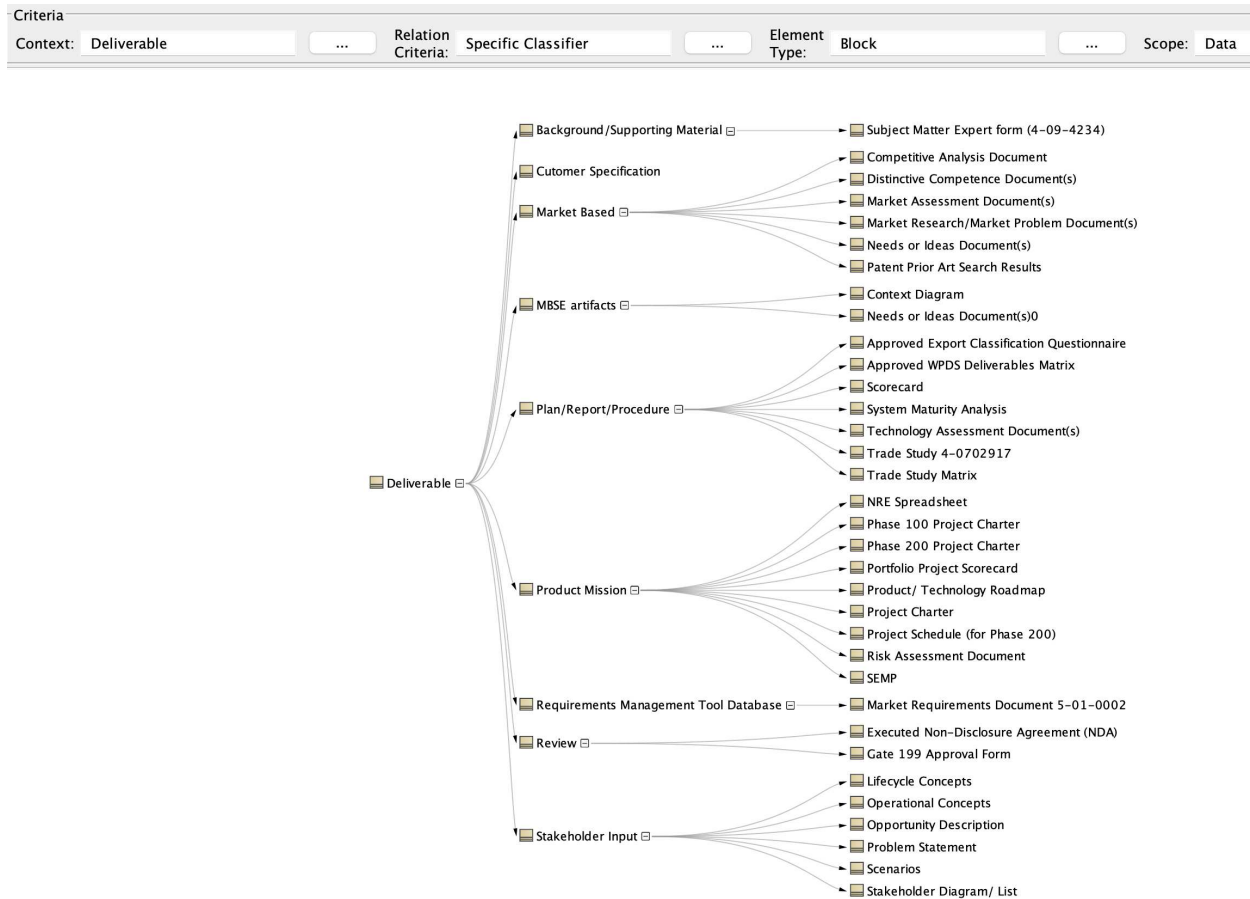 Criteria
Context: Deliverable ... Relation Criteria: Specific Classifier ... Element Type: Block ... Scope: Data
Background/Supporting Material
Subject Matter Expert form (4-09-4234)
Cutomer Specification
Competitive Analysis Document
Distinctive Competence Document(s)
Market Assessment Document(s)
Market Based
Market Research/Market Problem Document(s)
Needs or Ideas Document(s)
Patent Prior Art Search Results
Context Diagram
MBSE artifacts
Needs or Ideas Document(s)0
Approved Export Classification Questionnaire
Approved WPDS Deliverables Matrix
Scorecard
Plan/Report/Procedure
System Maturity Analysis
Technology Assessment Document(s)
Trade Study 4-0702917
Trade Study Matrix
Deliverable
NRE Spreadsheet
Phase 100 Project Charter
Phase 200 Project Charter
Portfolio Project Scorecard
Product Mission
Product/ Technology Roadmap
Project Charter
Project Schedule (for Phase 200)
Risk Assessment Document
SEMP
Requirements Management Tool Database
Market Requirements Document 5-01-0002
Executed Non-Disclosure Agreement (NDA)
Review
Gate 199 Approval Form
Lifecycle Concepts
Operational Concepts
Opportunity Description
Stakeholder Input
Problem Statement
Scenarios
Stakeholder Diagram/ List